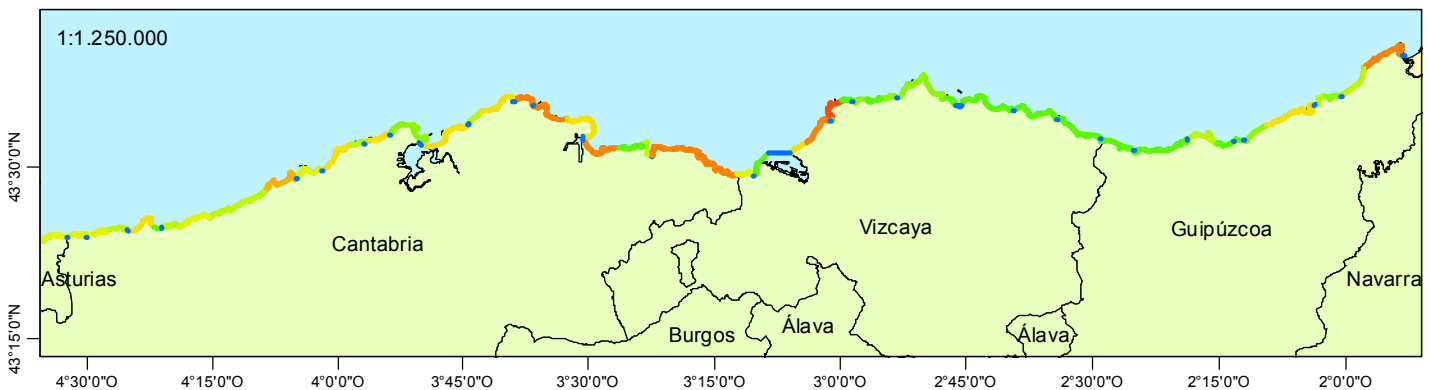 1:1.250.000
43°30'0"N
43°15'0"N
Asturias
Cantabria
Vizcaya
Guipúzcoa
Navarra
Burgos
Álava
Álava
4°30'0"O
4°15'0"O
4°0'0"O
3°45'0"O
3°30'0"O
3°15'0"O
3°0'0"O
2°45'0"O
2°30'0"O
2°15'0"O
2°0'0"O